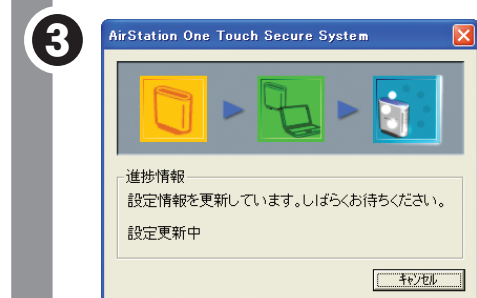 3
AirStation One Touch Secure System
進捗情報
設定情報を更新しています。しばらくお待ちください。
設定更新中
キャンセル